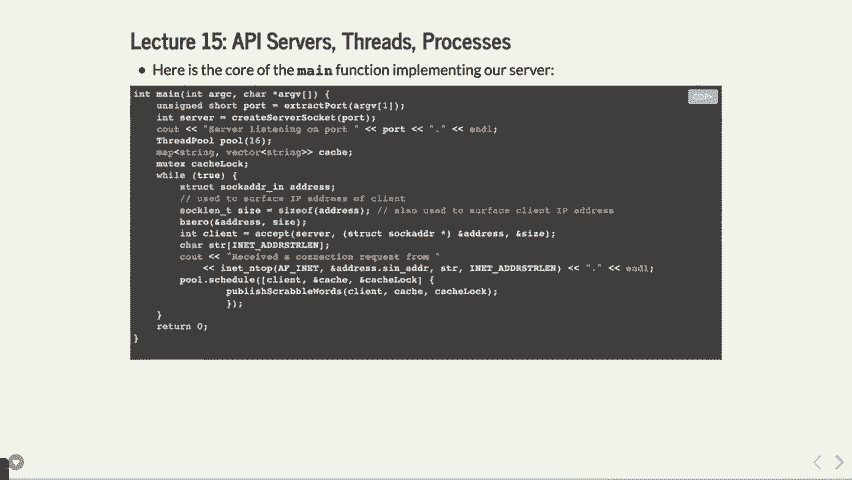 Lecture 15: API Servers, Threads, Processes
• Here is the core of the main function implementing our server:
COPY
int main(int argc, char *argv[]) {
unsigned short port = extractPort(argv[1]);
int server = createServerSocket(port);
cout << "Server listening on port " << port << "." << endl;
ThreadPool pool(16);
map<string, vector<string>> cache;
mutex cacheLock;
while (true) {
struct sockaddr_in address;
// used to surface IP address of client
socklen_t size = sizeof(address); // also used to surface client IP address
bzero(&address, size);
int client = accept(server, (struct sockaddr *) &address, &size);
char str[INET_ADDRSTRLEN];
cout << "Received a connection request from "
<< inet_ntop(AF_INET, &address.sin_addr, str, INET_ADDRSTRLEN) << "." << endl;
pool.schedule([client, &cache, &cacheLock] {
publishScrabbleWords(client, cache, cacheLock);
});
}
return 0;
}